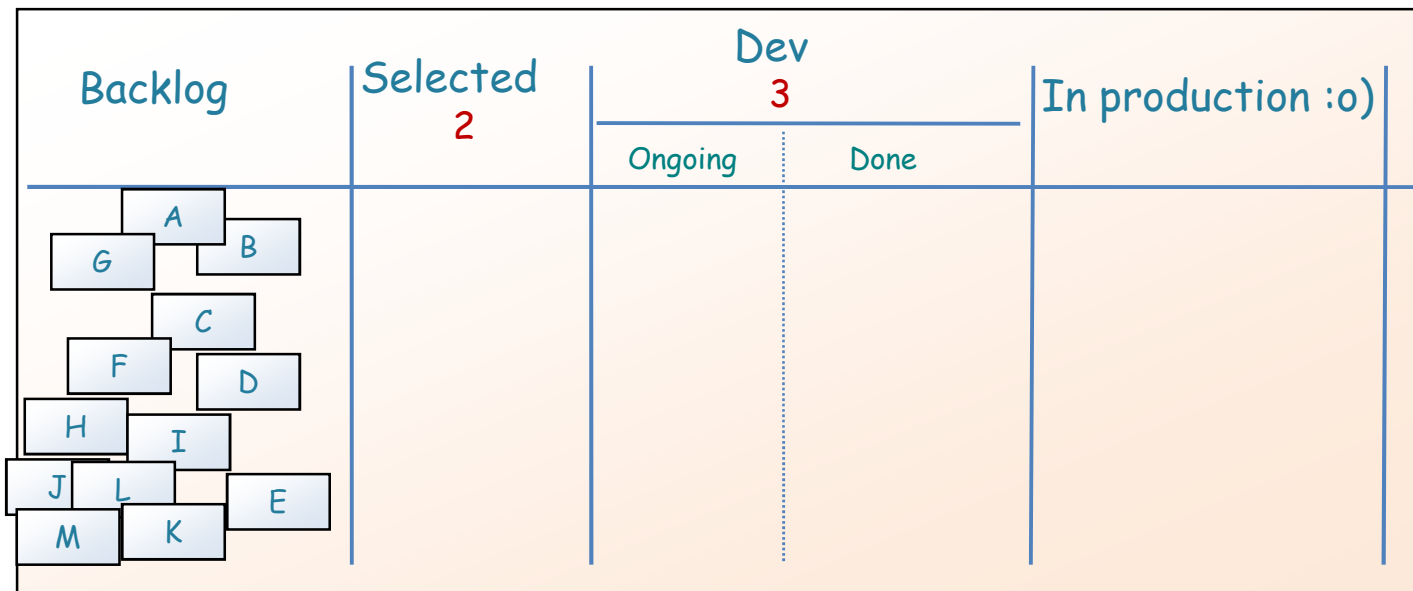 Backlog
Selected
2
Dev
3
Ongoing
Done
In production :o)
A
B
G
C
F
D
H
I
J
L
E
M
K